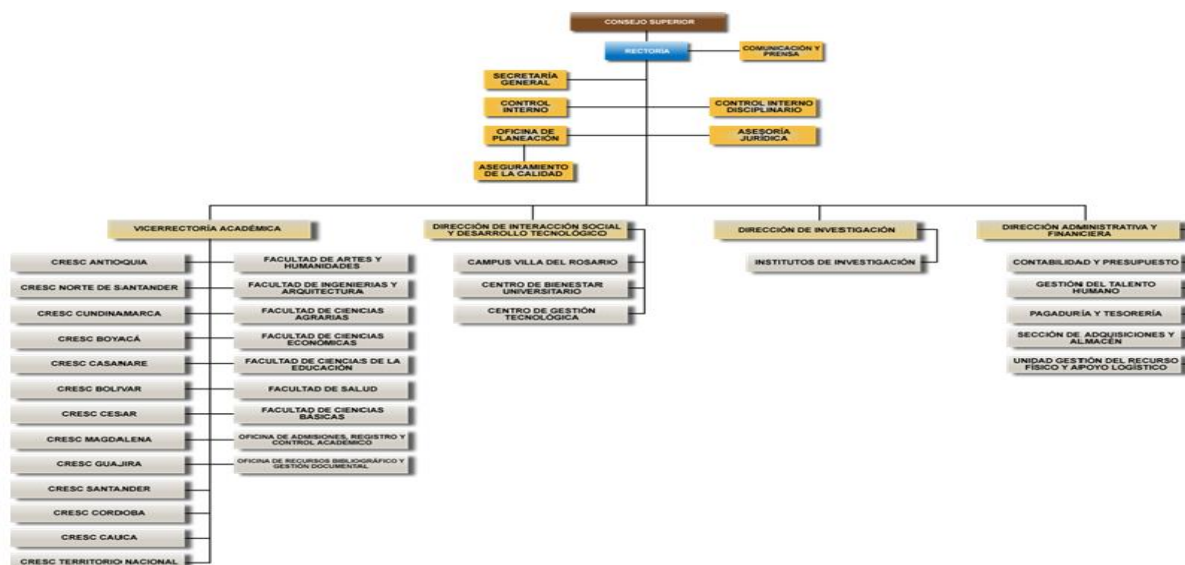 CONSEJO SUPERIOR
RECTORÍA
COMUNICACIÓN Y
PRENSA
SECRETARÍA
GENERAL
CONTROL
INTERNO
CONTROL INTERNO
DISCIPLINARIO
OFICINA DE
PLANEACIÓN
ASESORÍA
JURÍDICA
ASEGURAMIENTO
DE LA CALIDAD
VICERRECTORÍA ACADÉMICA
CRESC ANTIOQUIA
CRESC NORTE DE SANTANDER
CRESC CUNDINAMARCA
CRESC BOYACÁ
CRESC CASANARE
CRESC BOLIVAR
CRESC CESAR
CRESC MAGDALENA
CRESC GUAJIRA
CRESC SANTANDER
CRESC CORDOBA
CRESC CAUCA
CRESC TERRITORIO NACIONAL
FACULTAD DE ARTES Y
HUMANIDADES
FACULTAD DE INGENIERIAS Y
ARQUITECTURA
FACULTAD DE CIENCIAS
AGRARIAS
FACULTAD DE CIENCIAS
ECONÓMICAS
FACULTAD DE CIENCIAS DE LA
EDUCACIÓN
FACULTAD DE SALUD
FACULTAD DE CIENCIAS
BÁSICAS
OFICINA DE ADMISIONES, REGISTRO Y
CONTROL ACADÉMICO
OFICINA DE RECURSOS BIBLIOGRÁFICO Y
GESTIÓN DOCUMENTAL
DIRECCIÓN DE INTERACCIÓN SOCIAL
Y DESARROLLO TECNOLÓGICO
CAMPUS VILLA DEL ROSARIO
CENTRO DE BIENESTAR
UNIVERSITARIO
CENTRO DE GESTIÓN
TECNOLÓGICA
DIRECCIÓN DE INVESTIGACIÓN
INSTITUTOS DE INVESTIGACIÓN
DIRECCIÓN ADMINISTRATIVA Y
FINANCIERA
CONTABILIDAD Y PRESUPUESTO
GESTIÓN DEL TALENTO
HUMANO
PAGADURÍA Y TESORERÍA
SECCIÓN DE ADQUISICIONES Y
ALMACÉN
UNIDAD GESTIÓN DEL RECURSO
FÍSICO Y APOYO LOGÍSTICO